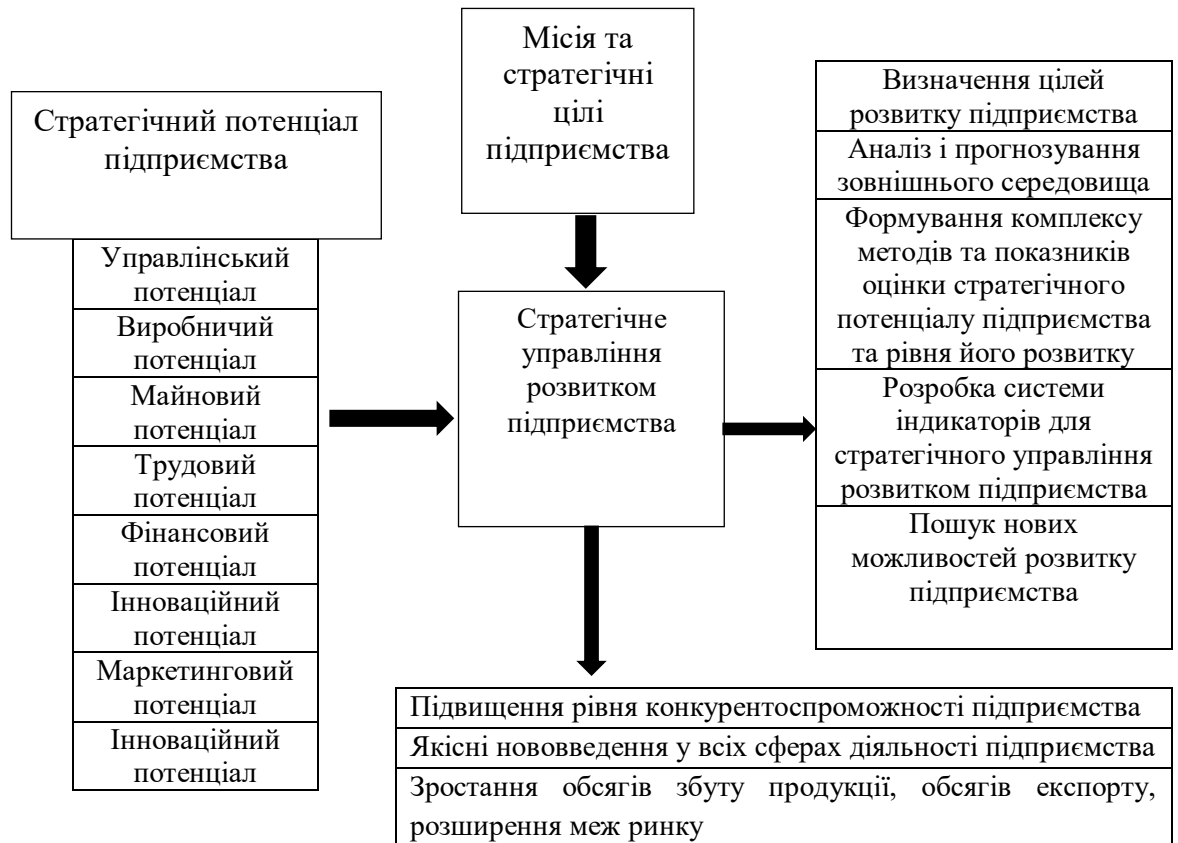 Місія та
стратегічні
цілі
підприємства
Стратегічний потенціал
підприємства
Управлінський
потенціал
Виробничий
потенціал
Майновий
потенціал
Трудовий
потенціал
Фінансовий
потенціал
Інноваційний
потенціал
Маркетинговий
потенціал
Інноваційний
потенціал
Стратегічне
управління
розвитком
підприємства
Визначення цілей
розвитку підприємства
Аналіз і прогнозування
зовнішнього середовища
Формування комплексу
методів та показників
оцінки стратегічного
потенціалу підприємства
та рівня його розвитку
Розробка системи
індикаторів для
стратегічного управління
розвитком підприємства
Пошук нових
можливостей розвитку
підприємства
Підвищення рівня конкурентоспроможності підприємства
Якісні нововведення у всіх сферах діяльності підприємства
Зростання обсягів збуту продукції, обсягів експорту,
розширення меж ринку